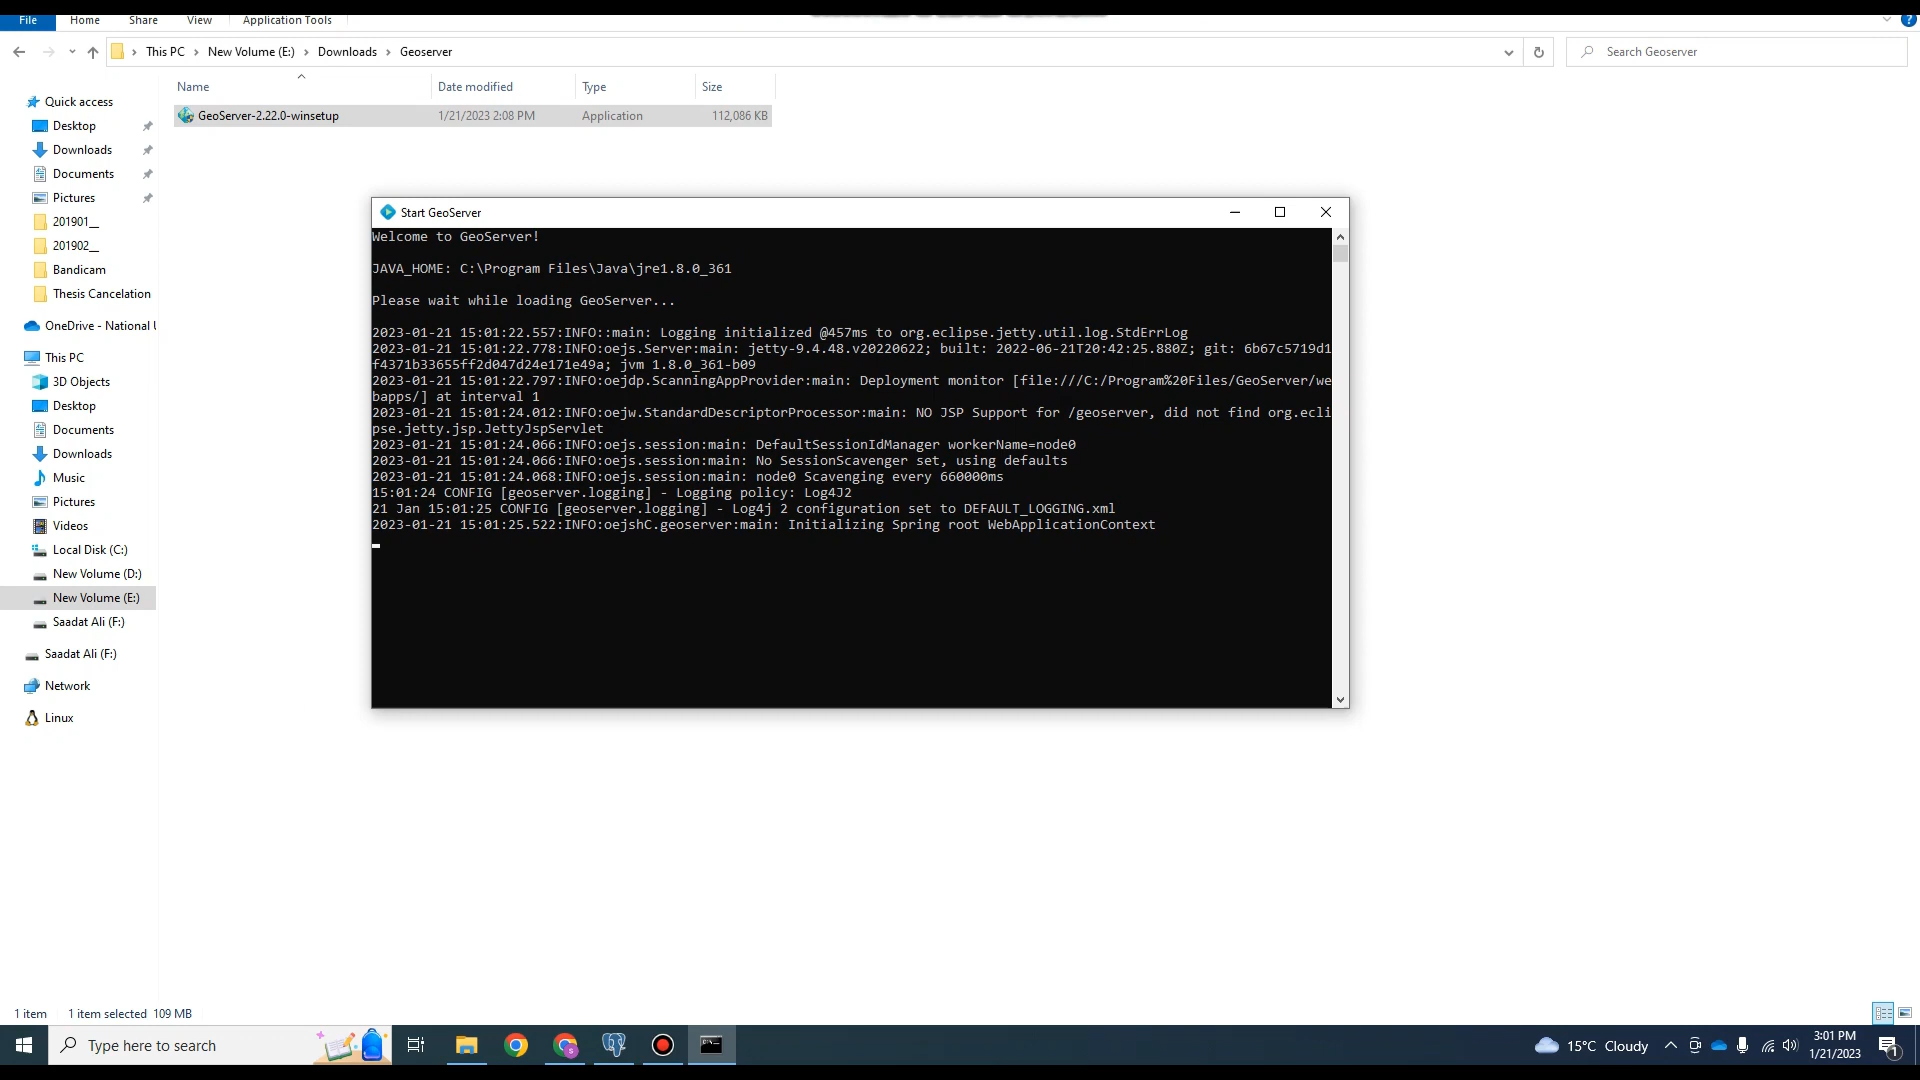 File Home Share View Application Tools
This PC New Volume (E:) Downloads Geoserver
Search Geoserver
Name Date modified Type Size
GeoServer-2.22.0-winsetup 1/21/2023 2:08 PM Application 112,086 KB
Quick access
Desktop
Downloads
Documents
Pictures
201901__
201902__
Bandicam
Thesis Cancelation
OneDrive - National U
This PC
3D Objects
Desktop
Documents
Downloads
Music
Pictures
Videos
Local Disk (C:)
New Volume (D:)
New Volume (E:)
Saadat Ali (F:)
Saadat Ali (F:)
Network
Linux
Start GeoServer
Welcome to GeoServer!
JAVA_HOME: C:\Program Files\Java\jre1.8.0_361
Please wait while loading GeoServer...
2023-01-21 15:01:22.557:INFO::main: Logging initialized @457ms to org.eclipse.jetty.util.log.StdErrLog
2023-01-21 15:01:22.778:INFO:oejs.Server:main: jetty-9.4.48.v20220622; built: 2022-06-21T20:42:25.880Z; git: 6b67c5719d1
f4371b33655ff2d047d24e171e49a; jvm 1.8.0_361-b09
2023-01-21 15:01:22.797:INFO:oejdp.ScanningAppProvider:main: Deployment monitor [file:///C:/Program%20Files/GeoServer/we
bapps/] at interval 1
2023-01-21 15:01:24.012:INFO:oejw.StandardDescriptorProcessor:main: NO JSP Support for /geoserver, did not find org.ecli
pse.jetty.jsp.JettyJspServlet
2023-01-21 15:01:24.066:INFO:oejs.session:main: DefaultSessionIdManager workerName=node0
2023-01-21 15:01:24.066:INFO:oejs.session:main: No SessionScavenger set, using defaults
2023-01-21 15:01:24.068:INFO:oejs.session:main: node0 Scavenging every 660000ms
15:01:24 CONFIG [geoserver.logging] - Logging policy: Log4J2
21 Jan 15:01:25 CONFIG [geoserver.logging] - Log4j 2 configuration set to DEFAULT_LOGGING.xml
2023-01-21 15:01:25.522:INFO:oejshC.geoserver:main: Initializing Spring root WebApplicationContext
1 item 1 item selected 109 MB
Type here to search
15°C Cloudy
3:01 PM
1/21/2023
1